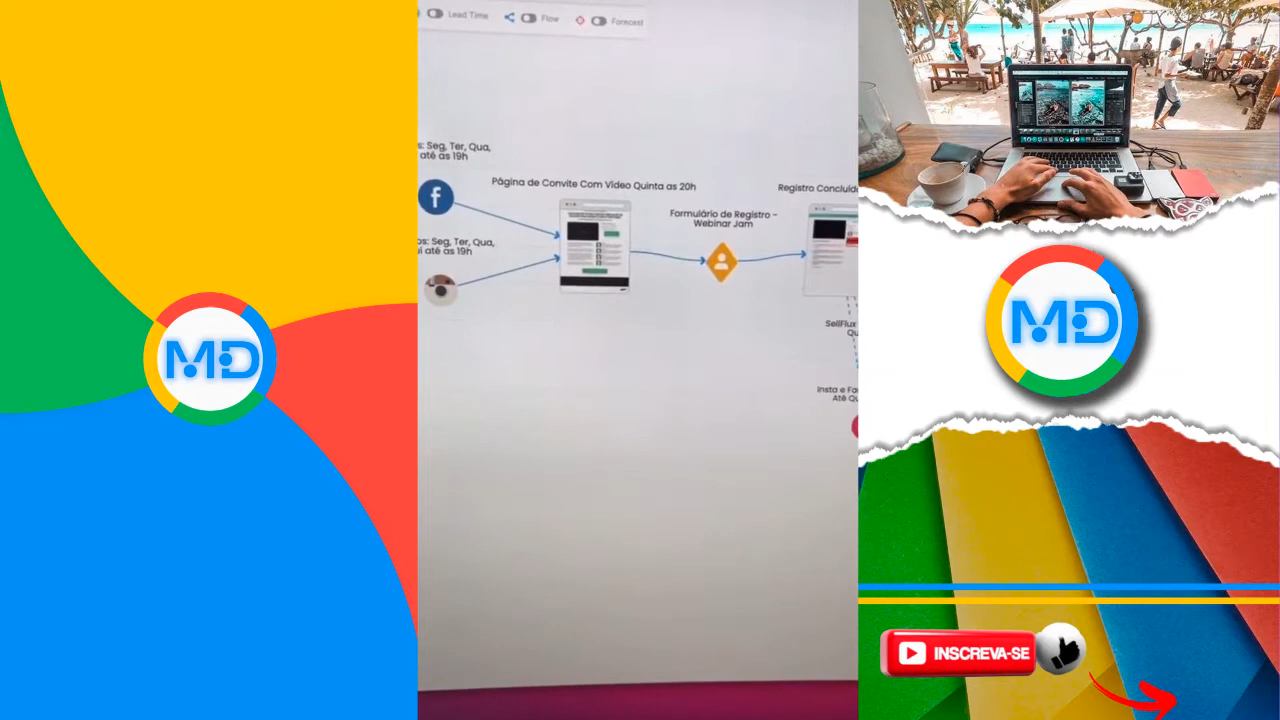 MD
Lead Time
Flow
Forecast
s: Seg, Ter, Qua,
até as 19h
Página de Convite Com Vídeo Quinta as 20h
Registro Concluíd
Formulário de Registro -
Webinar Jam
os: Seg, Ter, Qua,
até as 19h
SellFlux
Qu
Insta e Fa
Até Qu
MD
INSCREVA-SE